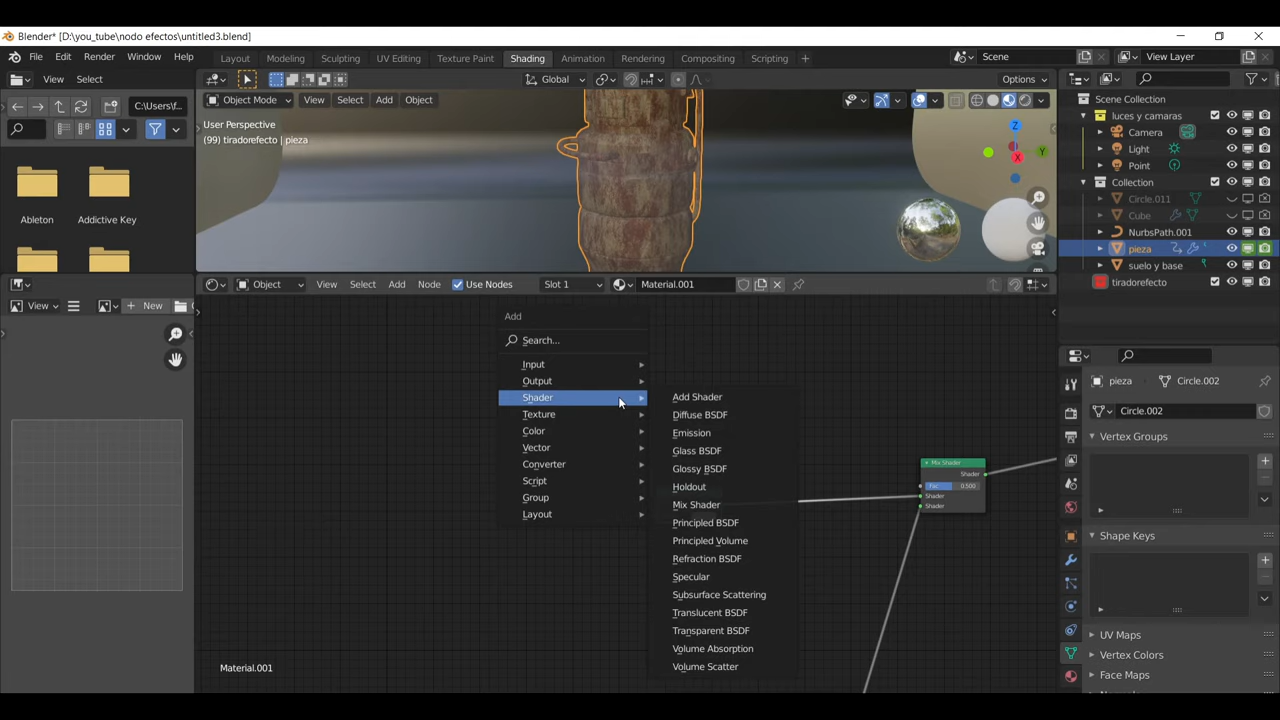 Blender* [D:\you_tube\nodo efectos\untitled3.blend]
File Edit Render Window Help
Layout Modeling Sculpting UV Editing Texture Paint Shading Animation Rendering Compositing Scripting +
Scene
View Layer
View Select
Global
Options
C:\Users\f...
Object Mode View Select Add Object
User Perspective
(99) tiradorefecto | pieza
Z
Y
X
Ableton
Addictive Key
Scene Collection
luces y camaras
Camera
Light
Point
Collection
Circle.011
Cube
NurbsPath.001
pieza
suelo y base
tiradorefecto
Object View Select Add Node Use Nodes Slot 1 Material.001
View
New
Add
Search...
Input
Output
Shader
Texture
Color
Vector
Converter
Script
Group
Layout
Add Shader
Diffuse BSDF
Emission
Glass BSDF
Glossy BSDF
Holdout
Mix Shader
Principled BSDF
Principled Volume
Refraction BSDF
Specular
Subsurface Scattering
Translucent BSDF
Transparent BSDF
Volume Absorption
Volume Scatter
Mix Shader
Shader
Fac 0.500
Shader
Shader
Material.001
pieza Circle.002
Circle.002
Vertex Groups
Shape Keys
UV Maps
Vertex Colors
Face Maps